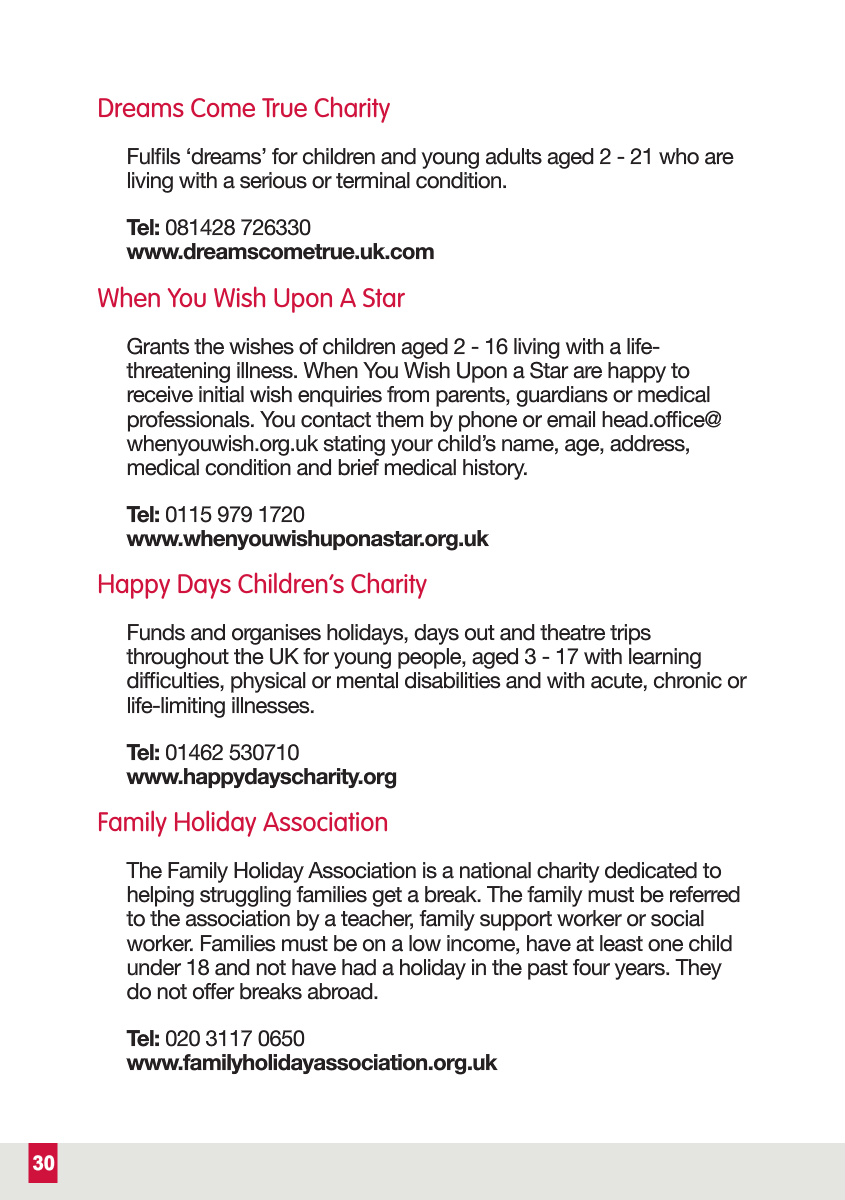 Dreams Come True Charity
Fulfils ‘dreams’ for children and young adults aged 2 - 21 who are
living with a serious or terminal condition.
Tel: 081428 726330
www.dreamscometrue.uk.com
When You Wish Upon A Star
Grants the wishes of children aged 2 - 16 living with a life-
threatening illness. When You Wish Upon a Star are happy to
receive initial wish enquiries from parents, guardians or medical
professionals. You contact them by phone or email head.office@
whenyouwish.org.uk stating your child’s name, age, address,
medical condition and brief medical history.
Tel: 0115 979 1720
www.whenyouwishuponastar.org.uk
Happy Days Children’s Charity
Funds and organises holidays, days out and theatre trips
throughout the UK for young people, aged 3 - 17 with learning
difficulties, physical or mental disabilities and with acute, chronic or
life-limiting illnesses.
Tel: 01462 530710
www.happydayscharity.org
Family Holiday Association
The Family Holiday Association is a national charity dedicated to
helping struggling families get a break. The family must be referred
to the association by a teacher, family support worker or social
worker. Families must be on a low income, have at least one child
under 18 and not have had a holiday in the past four years. They
do not offer breaks abroad.
Tel: 020 3117 0650
www.familyholidayassociation.org.uk
30